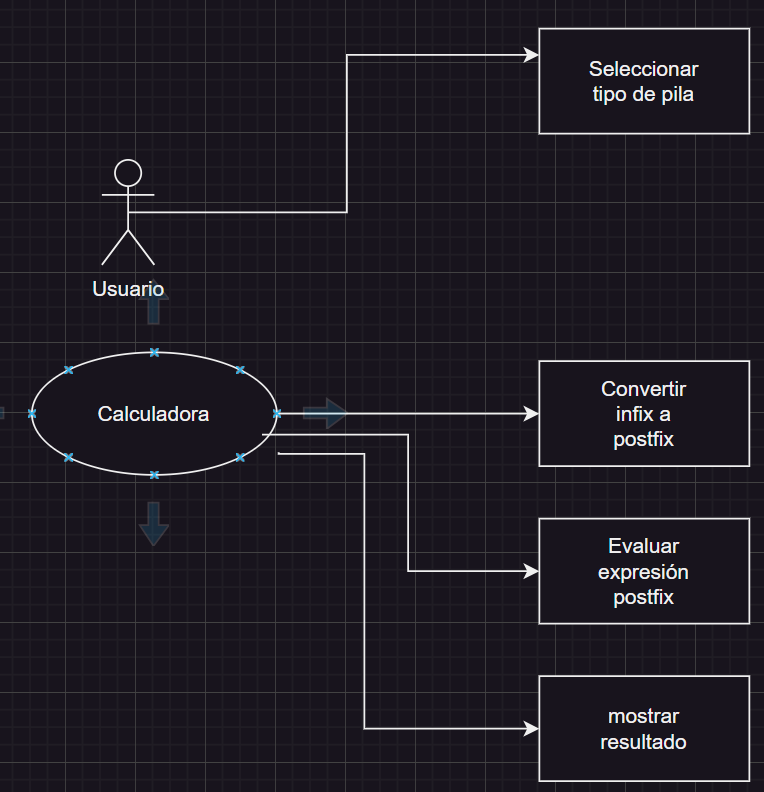 Seleccionar
tipo de pila
Usuario
Calculadora
Convertir
infix a
postfix
Evaluar
expresión
postfix
mostrar
resultado